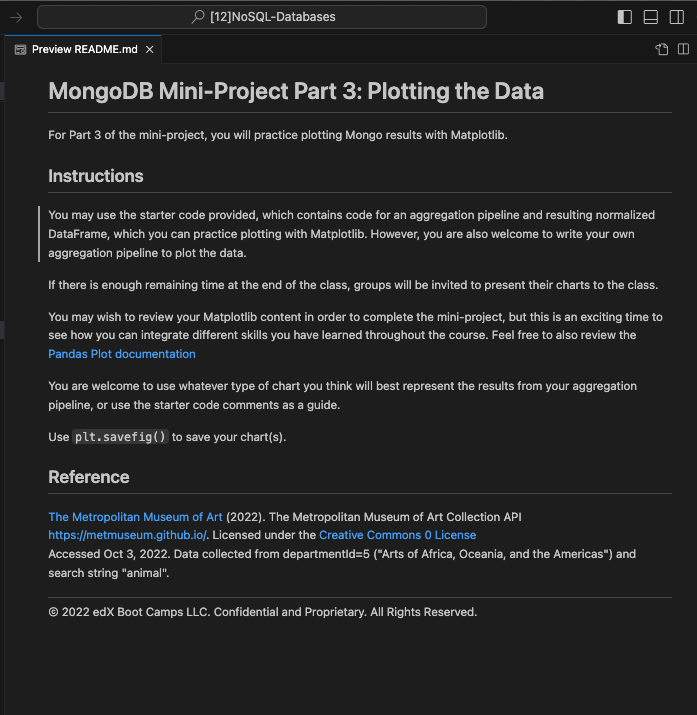 [12]NoSQL-Databases
Preview README.md
MongoDB Mini-Project Part 3: Plotting the Data
For Part 3 of the mini-project, you will practice plotting Mongo results with Matplotlib.
Instructions
You may use the starter code provided, which contains code for an aggregation pipeline and resulting normalized
DataFrame, which you can practice plotting with Matplotlib. However, you are also welcome to write your own
aggregation pipeline to plot the data.
If there is enough remaining time at the end of the class, groups will be invited to present their charts to the class.
You may wish to review your Matplotlib content in order to complete the mini-project, but this is an exciting time to
see how you can integrate different skills you have learned throughout the course. Feel free to also review the
Pandas Plot documentation
You are welcome to use whatever type of chart you think will best represent the results from your aggregation
pipeline, or use the starter code comments as a guide.
Use plt.savefig() to save your chart(s).
Reference
The Metropolitan Museum of Art (2022). The Metropolitan Museum of Art Collection API
https://metmuseum.github.io/. Licensed under the Creative Commons 0 License
Accessed Oct 3, 2022. Data collected from departmentId=5 ("Arts of Africa, Oceania, and the Americas") and
search string "animal".
© 2022 edX Boot Camps LLC. Confidential and Proprietary. All Rights Reserved.